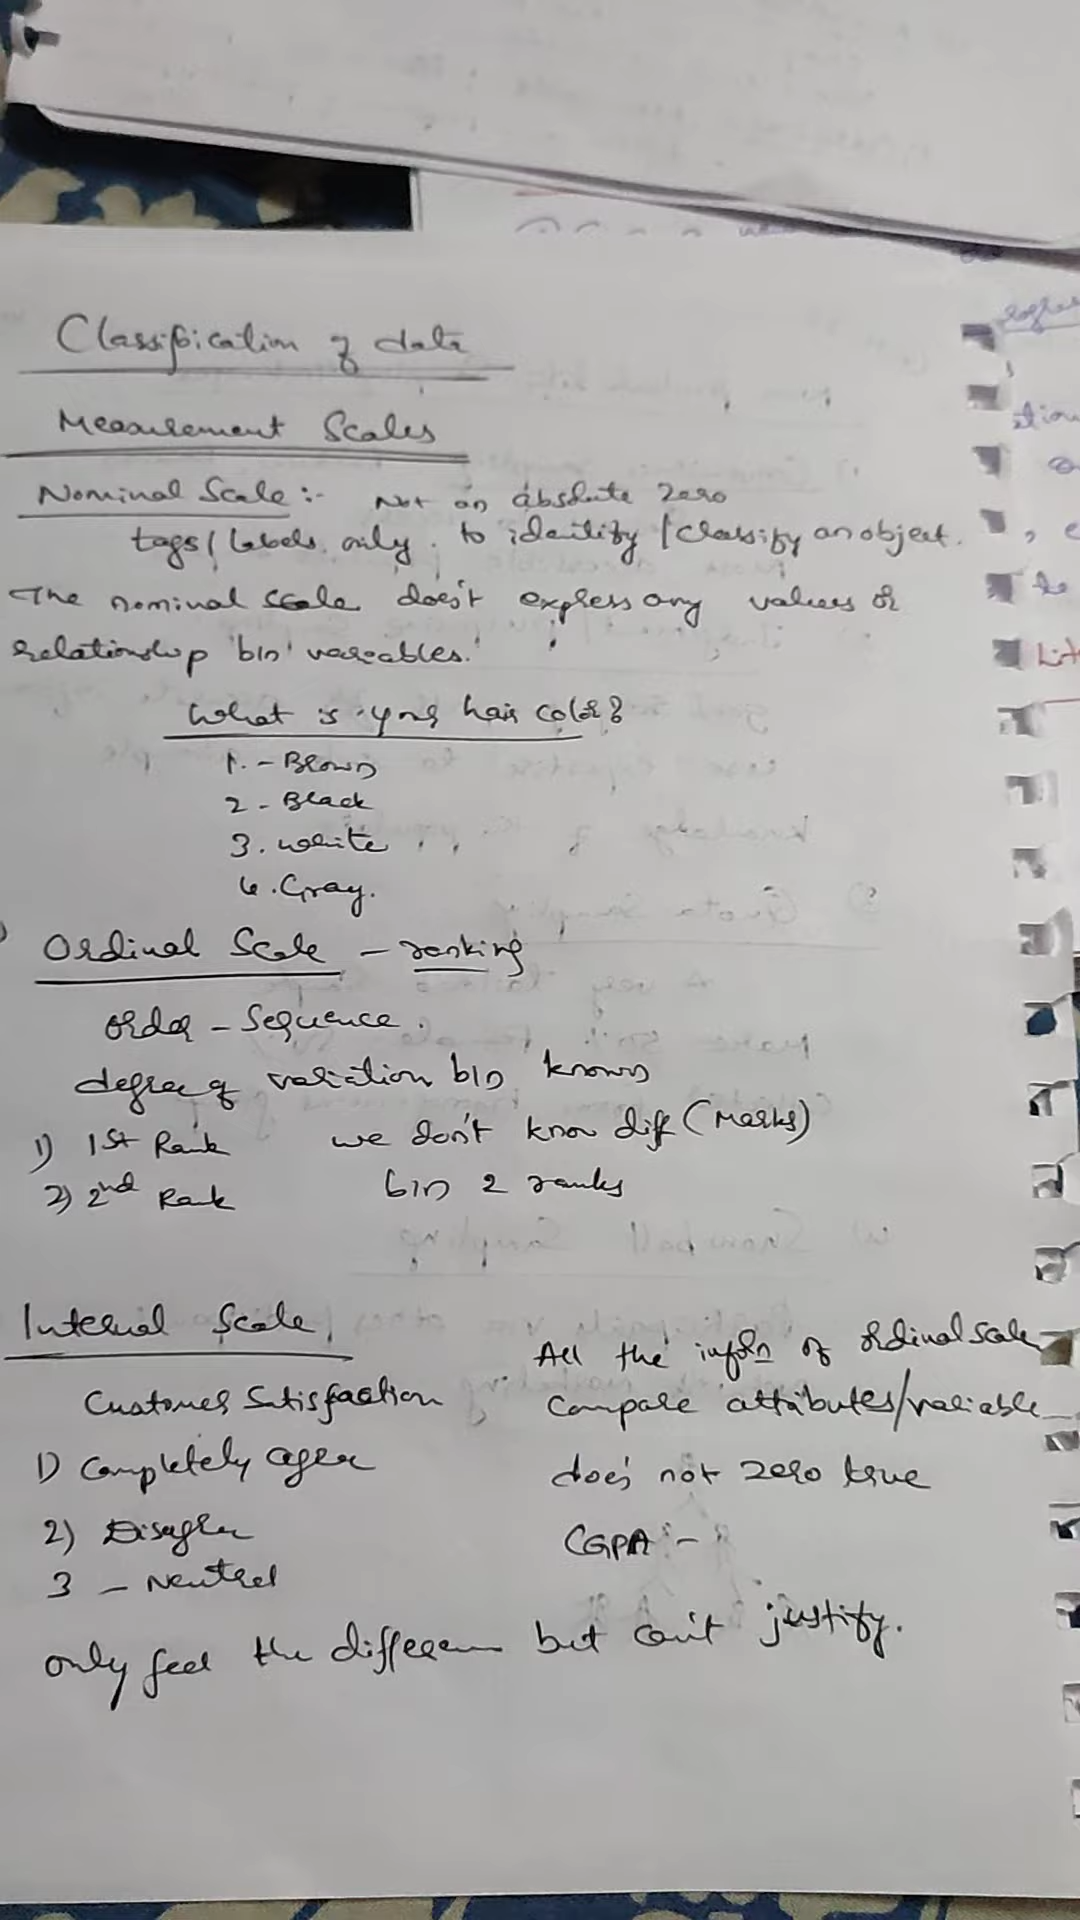 Classification of data
Measurement Scales
Nominal Scale :- Not an absolute zero
tags/labels only. to identify/classify an object.
The nominal scale does't express any values or
relationship b/n variables.
What is your hair color?
1. - Brown
2 - Black
3. white
4. Gray.
Ordinal Scale - ranking
order - Sequence.
degree of variation b/n known
1) 1st Rank we don't know diff (Marks)
2) 2nd Rank b/n 2 ranks
Interval Scale
All the infon of ordinal scale
Customer Satisfaction
compare attributes/variable
1) Completely agree
does not zero true
2) Disagree
CGPA :-
3 - Neutral
only feel the difference but can't justify.